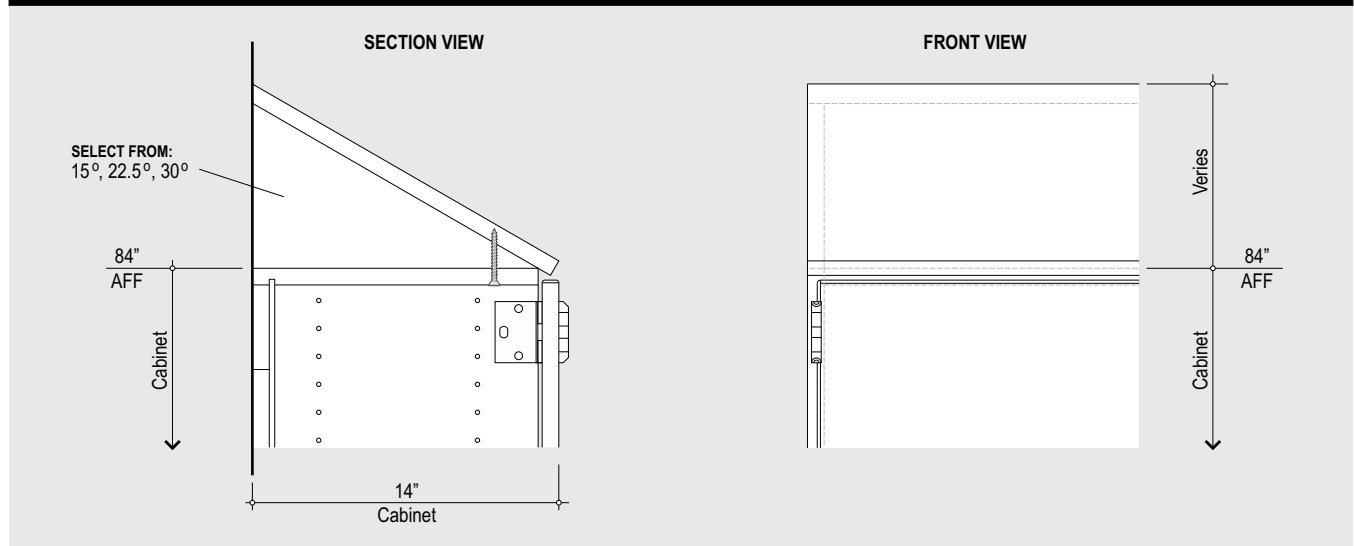 SECTION VIEW
SELECT FROM:
15º, 22.5º, 30º
84”
AFF
Cabinet
14”
Cabinet
FRONT VIEW
Veries
84”
AFF
Cabinet